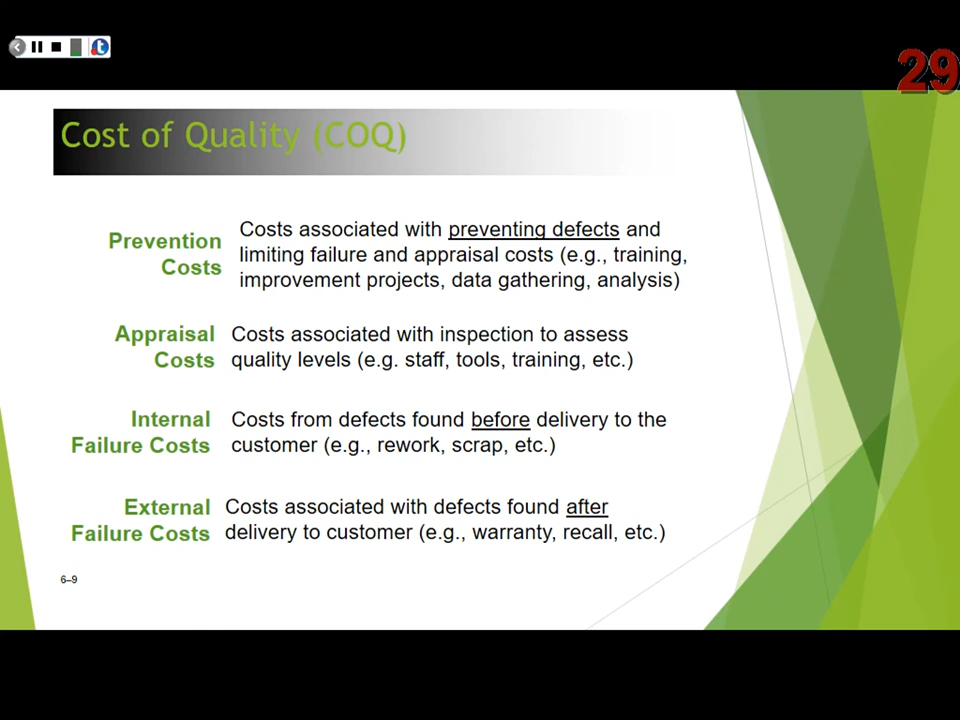 29
Cost of Quality (COQ)
Prevention
Costs
Costs associated with preventing defects and
limiting failure and appraisal costs (e.g., training,
improvement projects, data gathering, analysis)
Appraisal
Costs
Costs associated with inspection to assess
quality levels (e.g. staff, tools, training, etc.)
Internal
Failure Costs
Costs from defects found before delivery to the
customer (e.g., rework, scrap, etc.)
External
Failure Costs
Costs associated with defects found after
delivery to customer (e.g., warranty, recall, etc.)
6–9